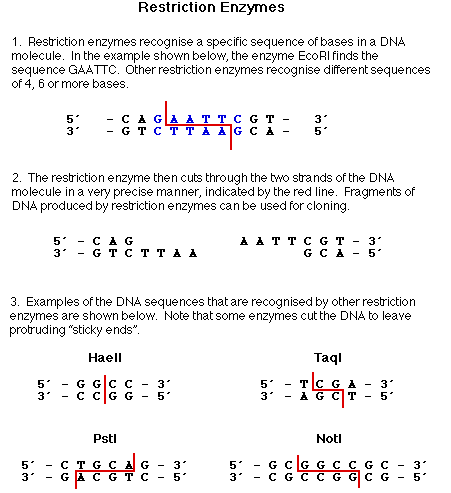 Restriction Enzymes
1. Restriction enzymes recognise a specific sequence of bases in a DNA
molecule. In the example shown below, the enzyme EcoRI finds the
sequence GAATTC. Other restriction enzymes recognise different sequences
of 4, 6 or more bases.
5´ - C A G A A T T C G T - 3´
3´ - G T C T T A A G C A - 5´
2. The restriction enzyme then cuts through the two strands of the DNA
molecule in a very precise manner, indicated by the red line. Fragments of
DNA produced by restriction enzymes can be used for cloning.
5´ - C A G A A T T C G T - 3´
3´ - G T C T T A A G C A - 5´
3. Examples of the DNA sequences that are recognised by other restriction
enzymes are shown below. Note that some enzymes cut the DNA to leave
protruding "sticky ends".
HaeII TaqI
5´ - G G C C - 3´ 5´ - T C G A - 3´
3´ - C C G G - 5´ 3´ - A G C T - 5´
PstI NotI
5´ - C T G C A G - 3´ 5´ - G C G G C C G C - 3´
3´ - G A C G T C - 5´ 3´ - C G C C G G C G - 5´